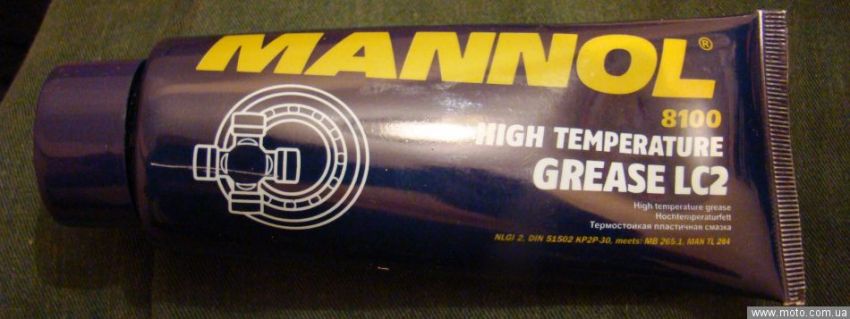 MANNOL®
8100
HIGH TEMPERATURE
GREASE LC2
High temperature grease
Hochtemperaturfett
Термостойкая пластичная смазка
NLGI 2, DIN 51502 KP2P-30, meets: MB 265.1, MAN TL 284
www.moto.com.ua